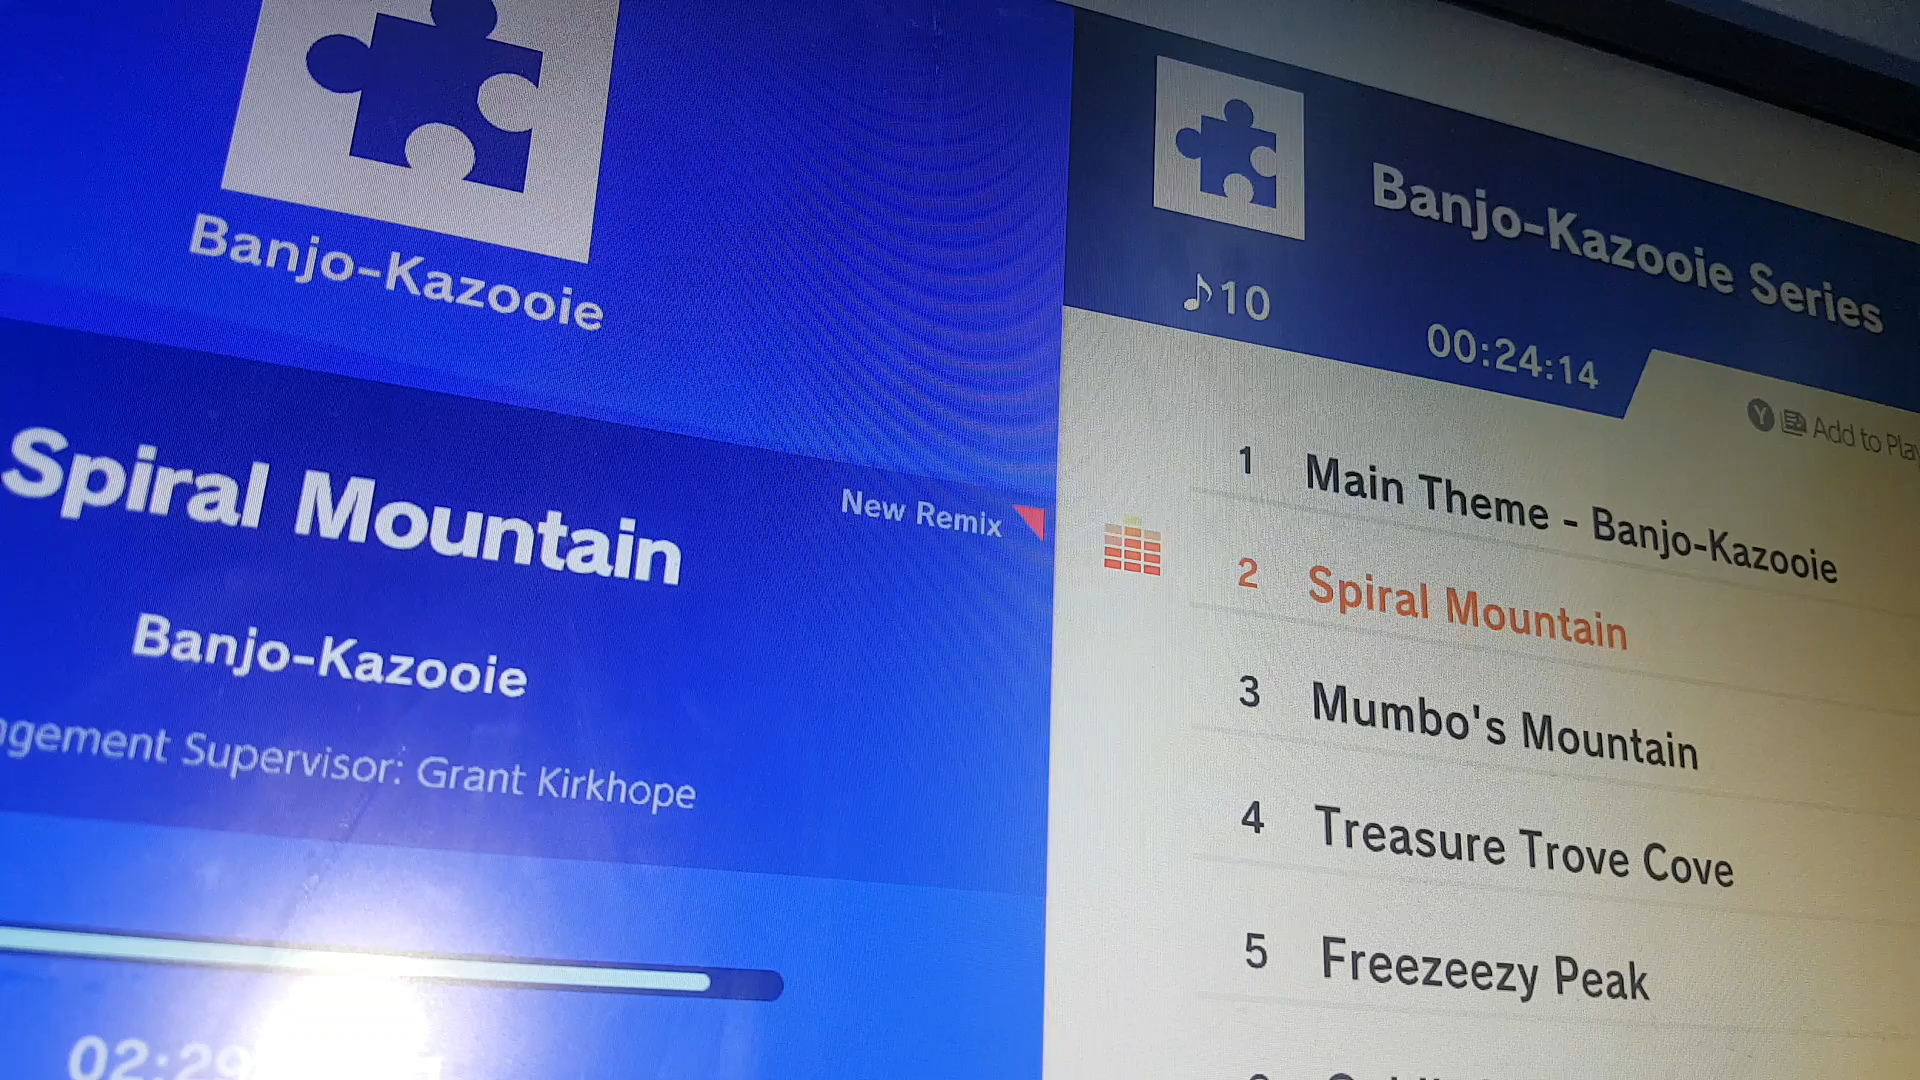 Banjo-Kazooie
Spiral Mountain
New Remix
Banjo-Kazooie
Supervisor: Grant Kirkhope
02:29
Banjo-Kazooie Series
♪10
00:24:14
Y Add to
1 Main Theme - Banjo-Kazooie
2 Spiral Mountain
3 Mumbo's Mountain
4 Treasure Trove Cove
5 Freezeezy Peak